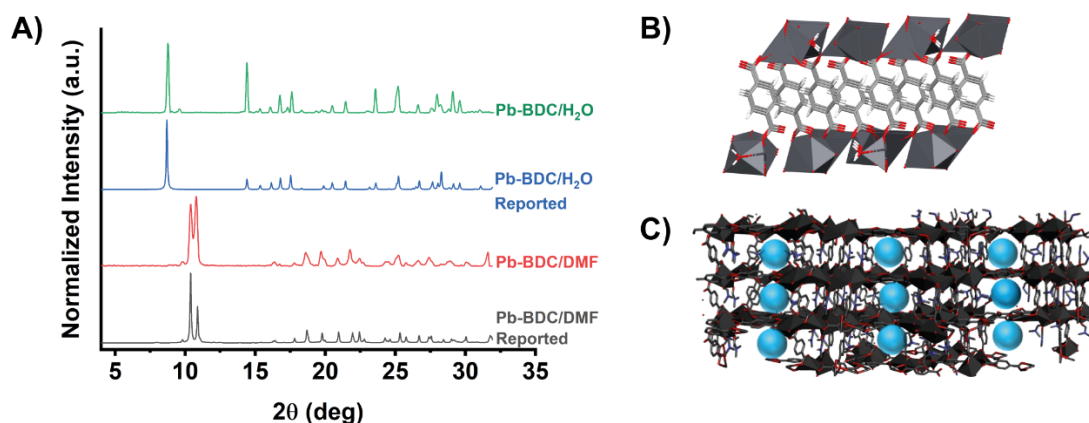 A)
Normalized Intensity (a.u.)
Pb-BDC/H₂O
Pb-BDC/H₂O
Reported
Pb-BDC/DMF
Pb-BDC/DMF
Reported
5 10 15 20 25 30 35
2θ (deg)
B)
C)